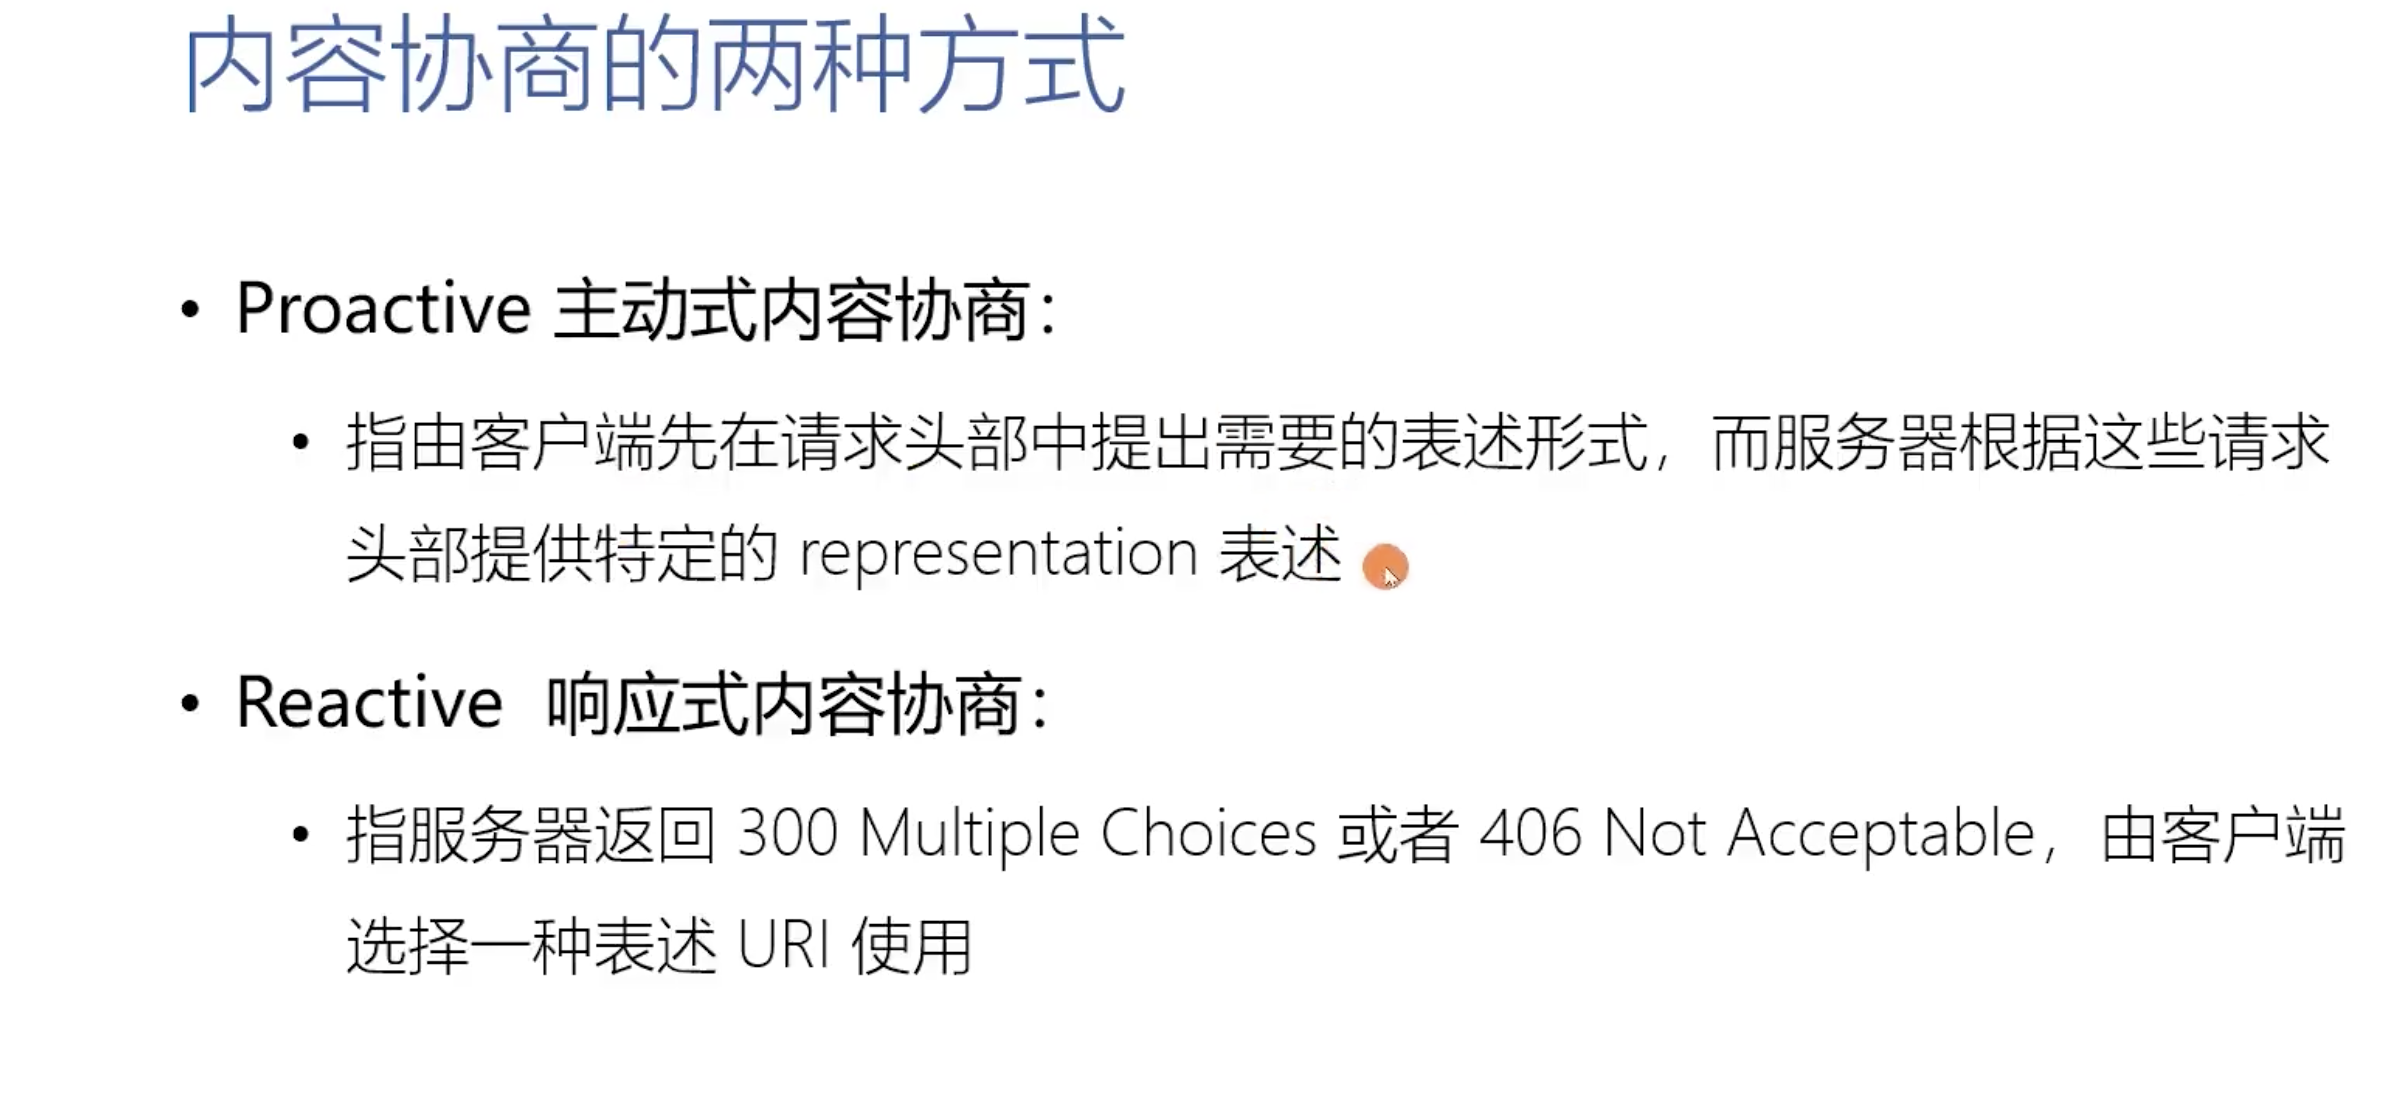 内容协商的两种方式
• Proactive 主动式内容协商：
• 指由客户端先在请求头部中提出需要的表述形式，而服务器根据这些请求
头部提供特定的 representation 表述
• Reactive 响应式内容协商：
• 指服务器返回 300 Multiple Choices 或者 406 Not Acceptable，由客户端
选择一种表述 URI 使用